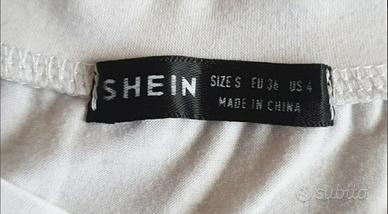 SHEIN
SIZE S EU 36 US 4
MADE IN CHINA
subito